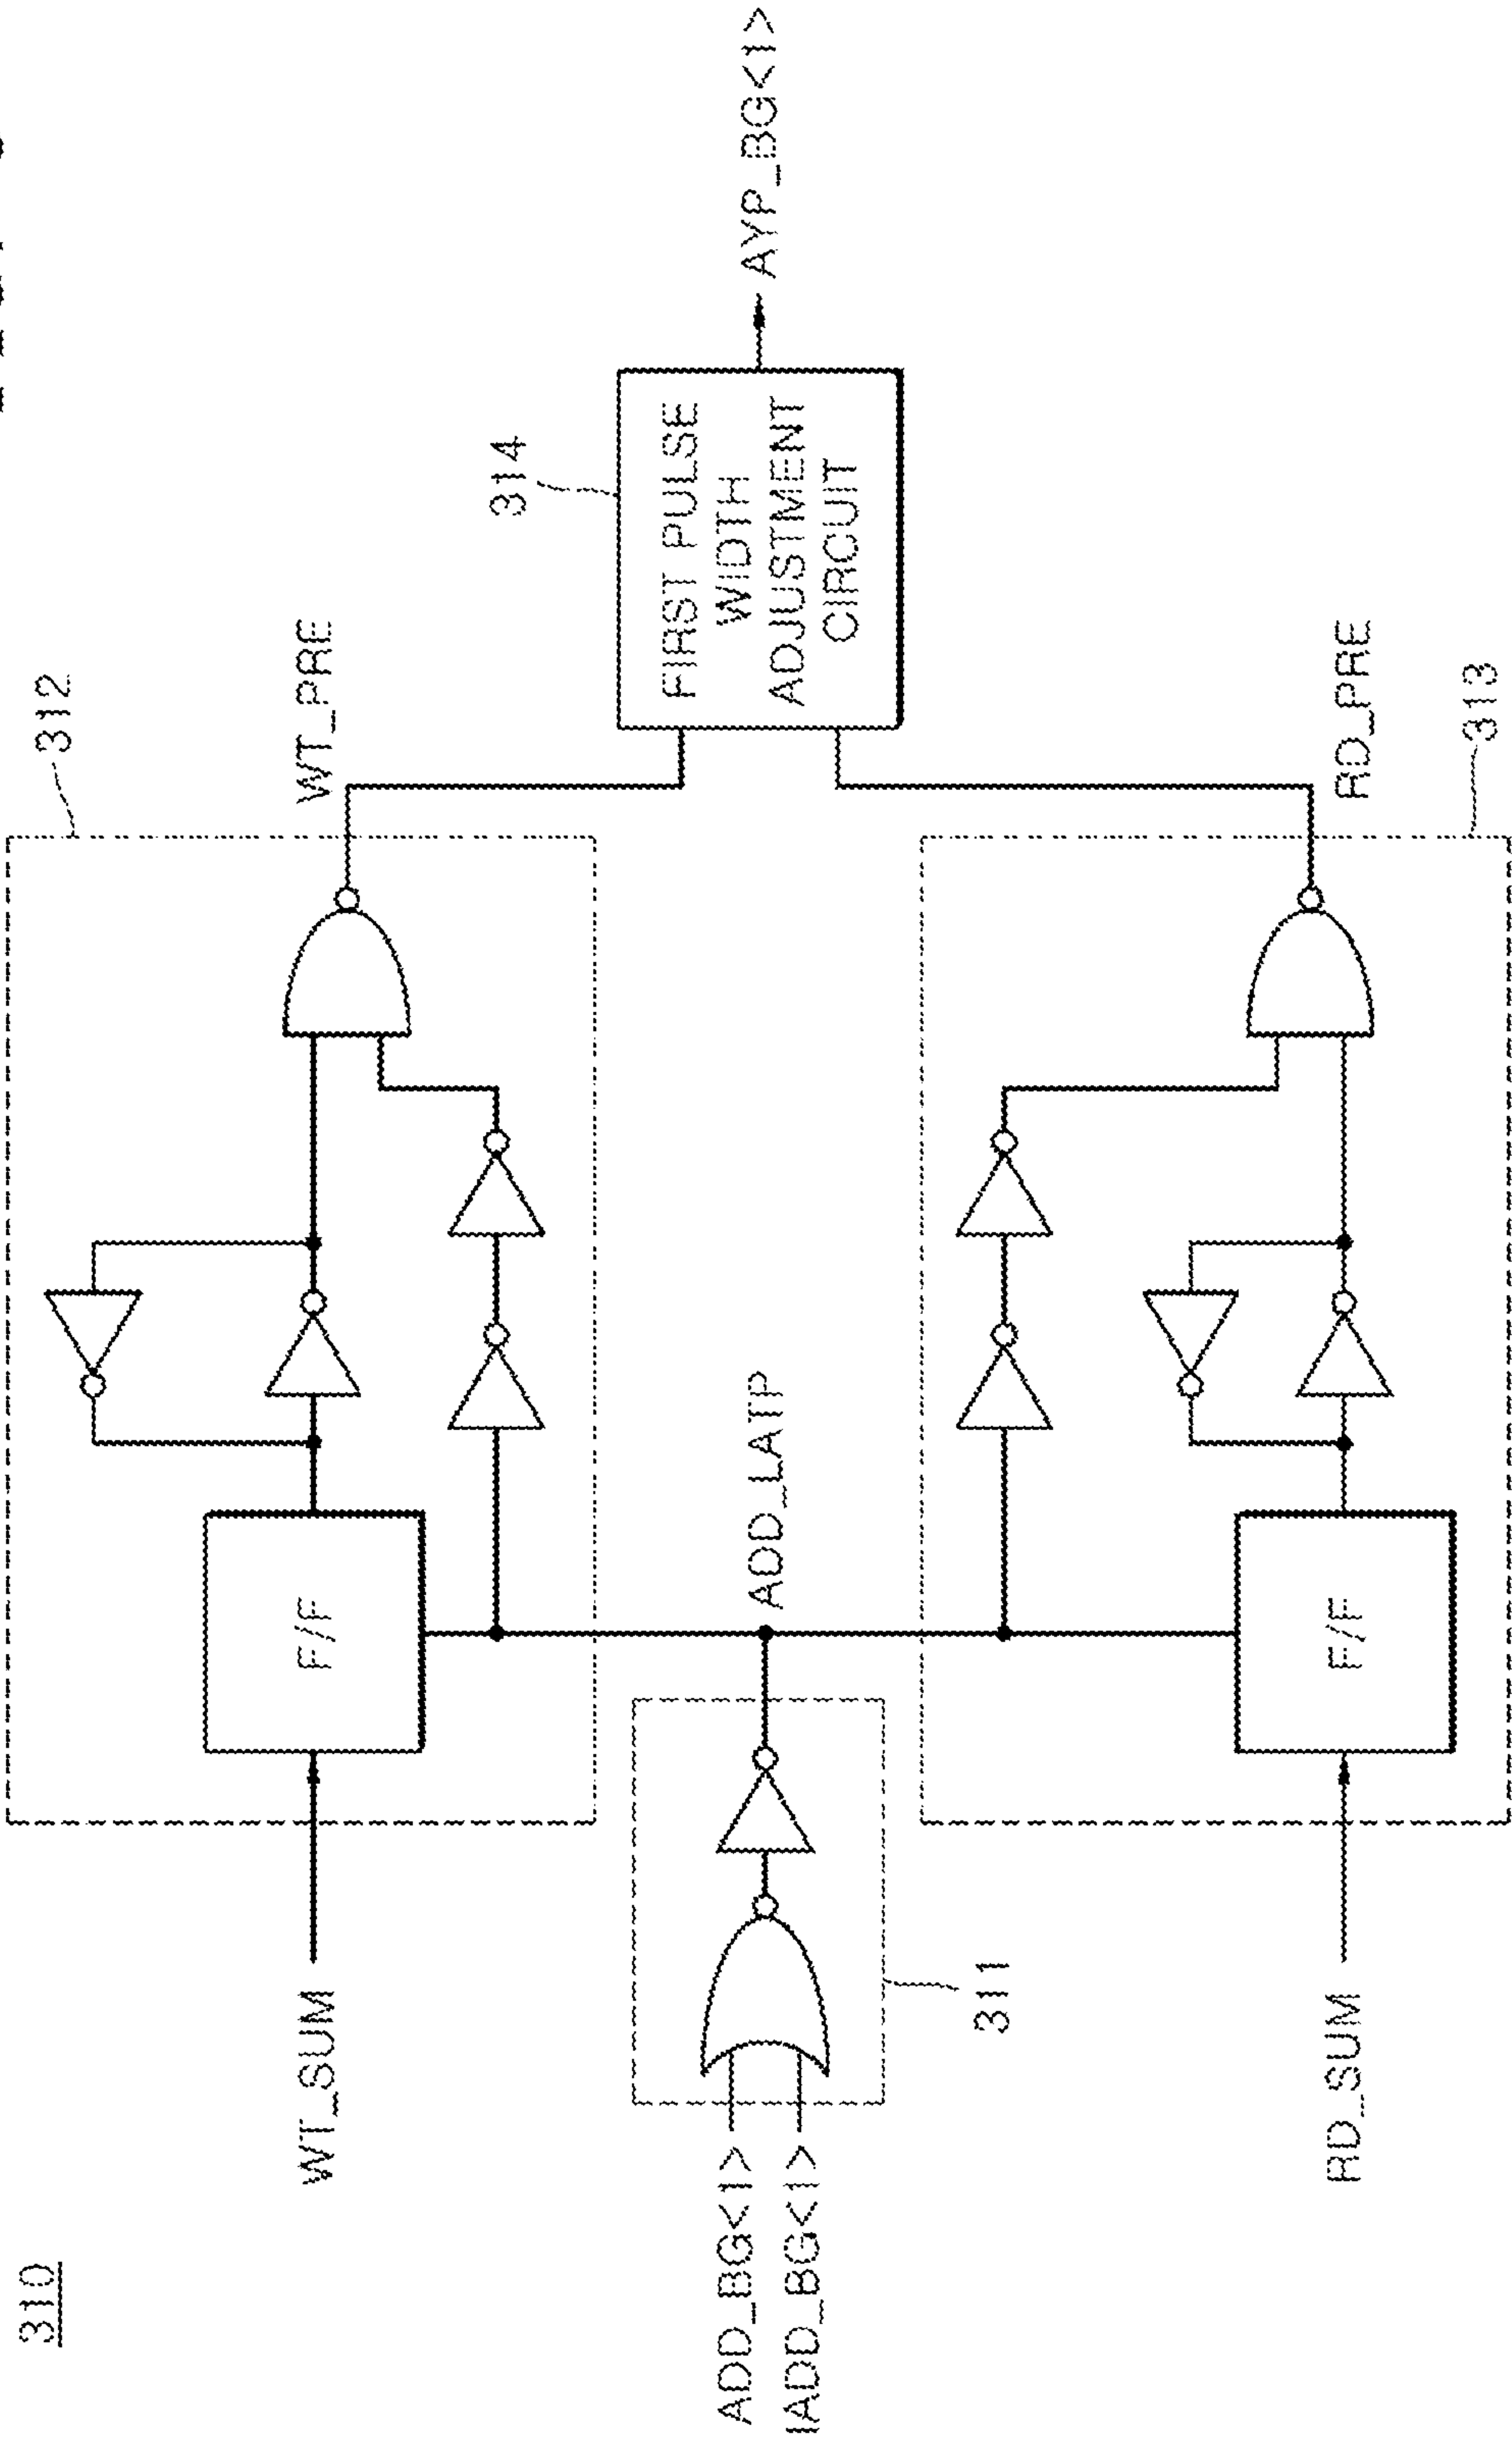 310
312
WT_SUM
F/F
WT_PRE
314
FIRST PULSE
WIDTH
ADJUSTMENT
CIRCUIT
AYP_BG<1>
ADD_BG<1>
IADD_BG<1>
311
ADD_LATP
RD_SUM
F/F
RD_PRE
313